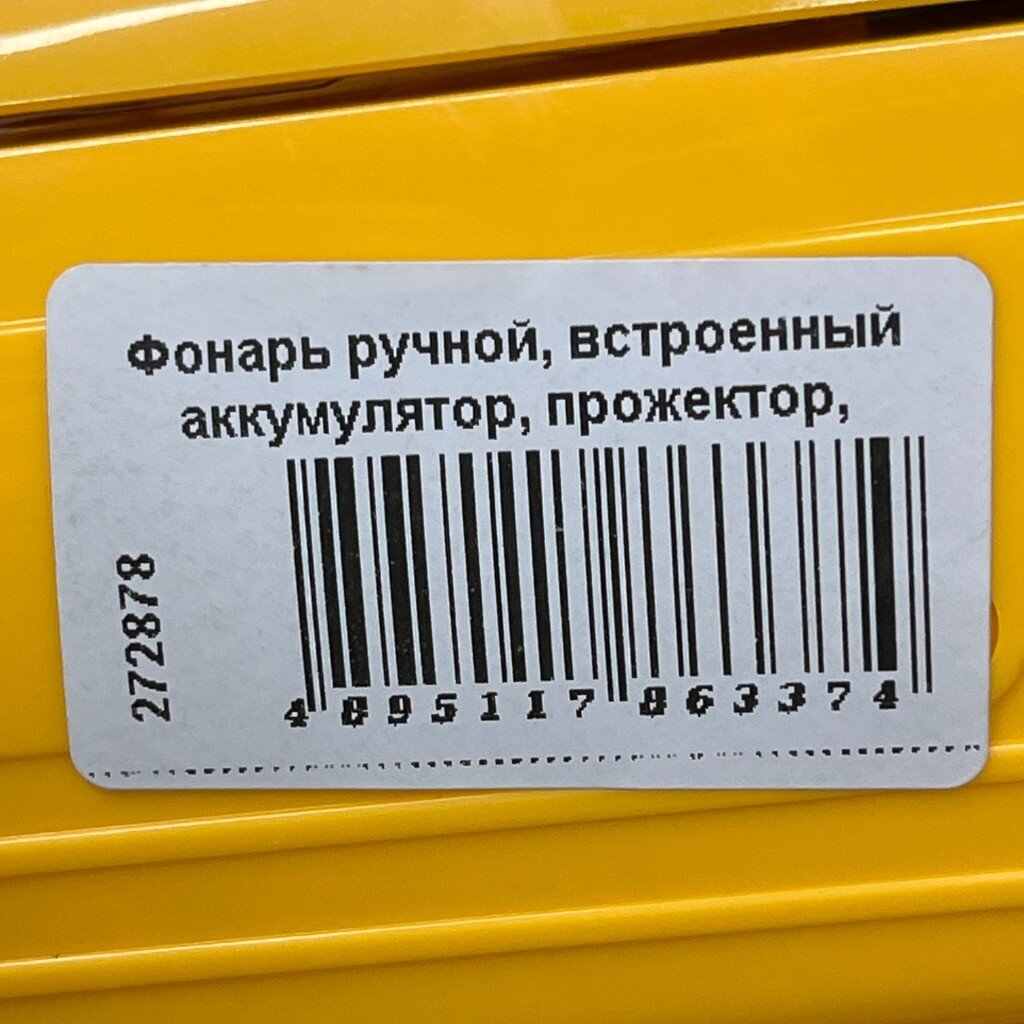 Фонарь ручной, встроенный
аккумулятор, прожектор,
272878
4 895117 863374